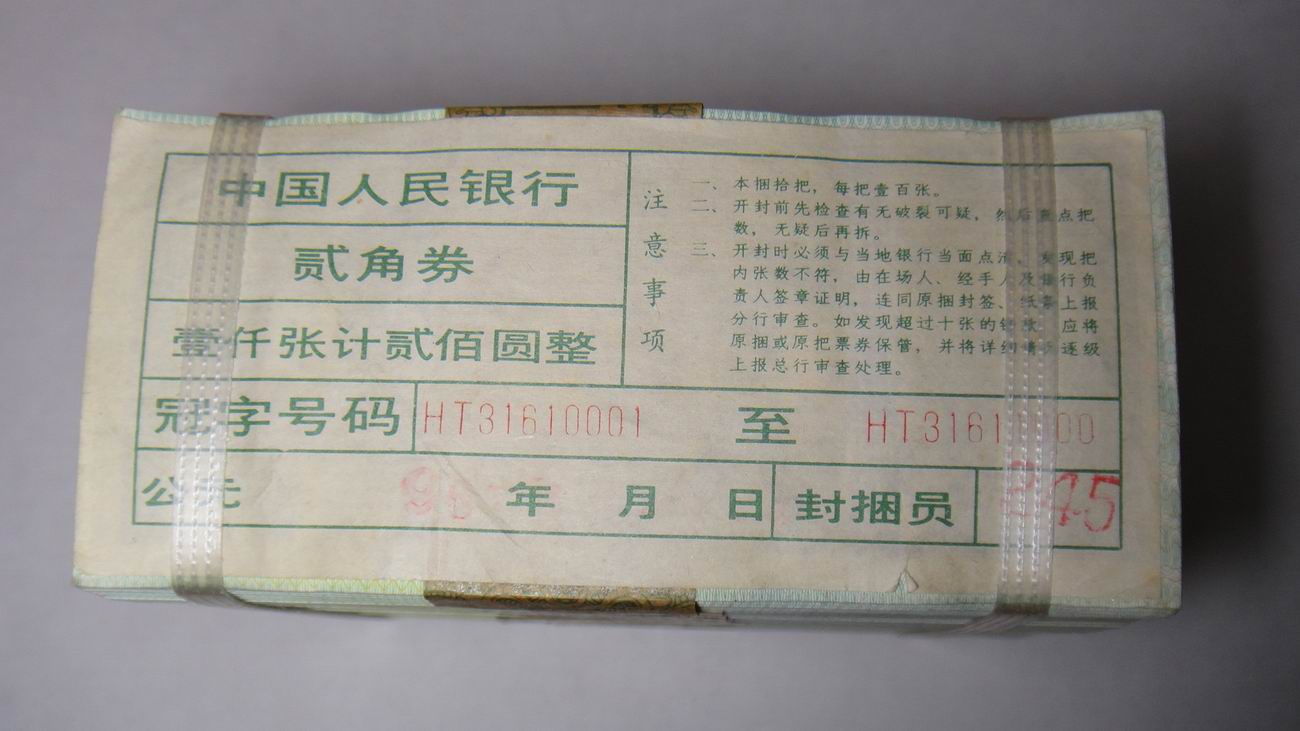 中国人民银行
贰角券
壹仟张计贰佰圆整
冠字号码 HT31610001 至 HT3161 00
公元 9 年 月 日 封捆员 345
注意事项
一、本捆拾把，每把壹百张。
二、开封前先检查有无破裂可疑，然后 点把
数，无疑后再拆。
三、开封时必须与当地银行当面点 ，发现把
内张数不符，由在场人、经手人及银行负
责人签章证明，连同原捆封签、纸条上报
分行审查。如发现超过十张的 ，应将
原捆或原把票券保管，并将详细情况逐级
上报总行审查处理。